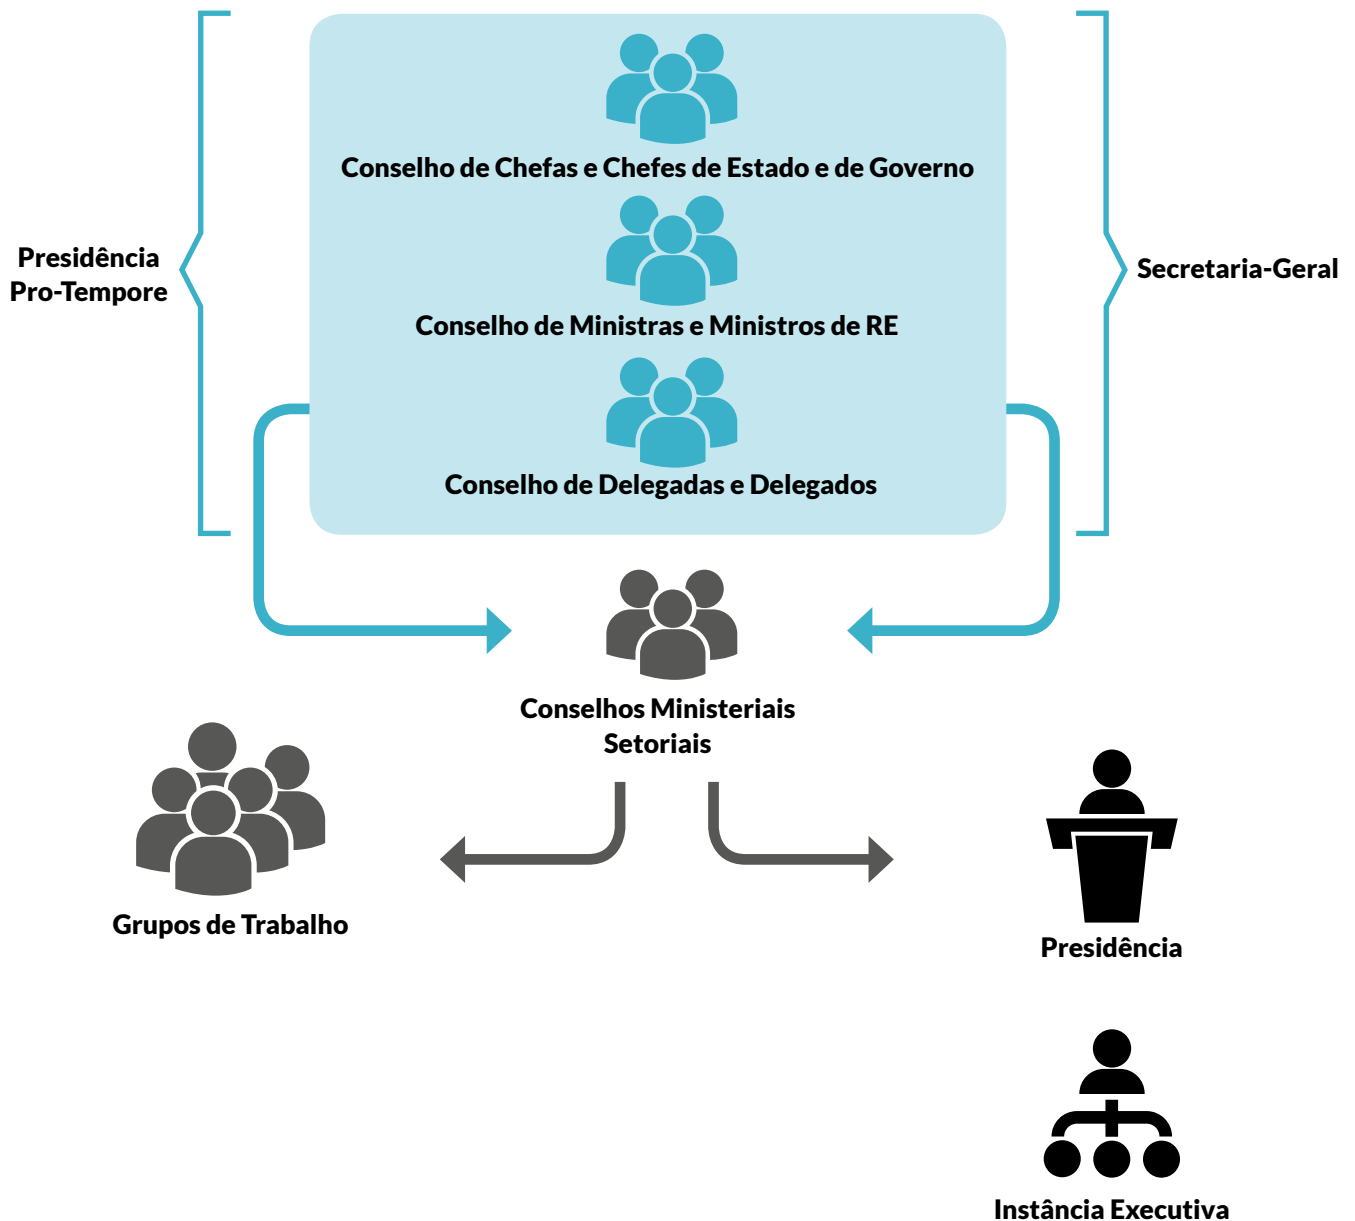 Conselho de Chefas e Chefes de Estado e de Governo
Presidência
Pro-Tempore
Secretaria-Geral
Conselho de Ministras e Ministros de RE
Conselho de Delegadas e Delegados
Conselhos Ministeriais
Setoriais
Grupos de Trabalho
Presidência
Instância Executiva